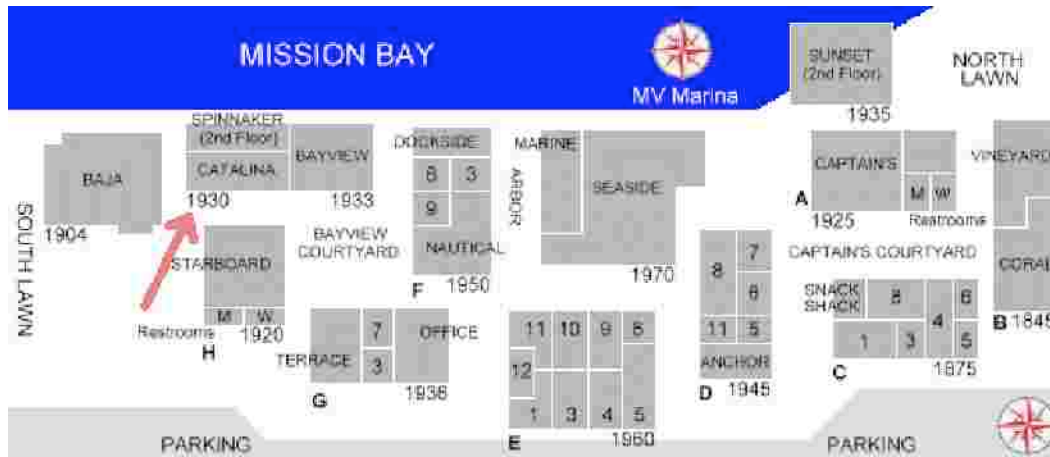 MISSION BAY
MV Marina
SUNSET
(2nd Floor)
1935
NORTH
LAWN
SPINNAKER
(2nd Floor)
CATALINA
1930
BAYVIEW
1933
BAJA
1904
SOUTH LAWN
STARBOARD
M W
Restrooms
1920
H
BAYVIEW
COURTYARD
DOCKSIDE
8 3
9
NAUTICAL
F
1950
MARINE
ARBOR
SEASIDE
1970
CAPTAIN'S
A
1925
M W
Restrooms
VINEYARD
CORAL
B 1845
CAPTAIN'S COURTYARD
TERRACE
7
3
OFFICE
G
1936
11 10 9 8
12
1 3 4 5
E
1960
8
7
6
11 5
ANCHOR
D 1945
SNACK
SHACK
8
4
6
1 3
5
C
1875
PARKING
PARKING